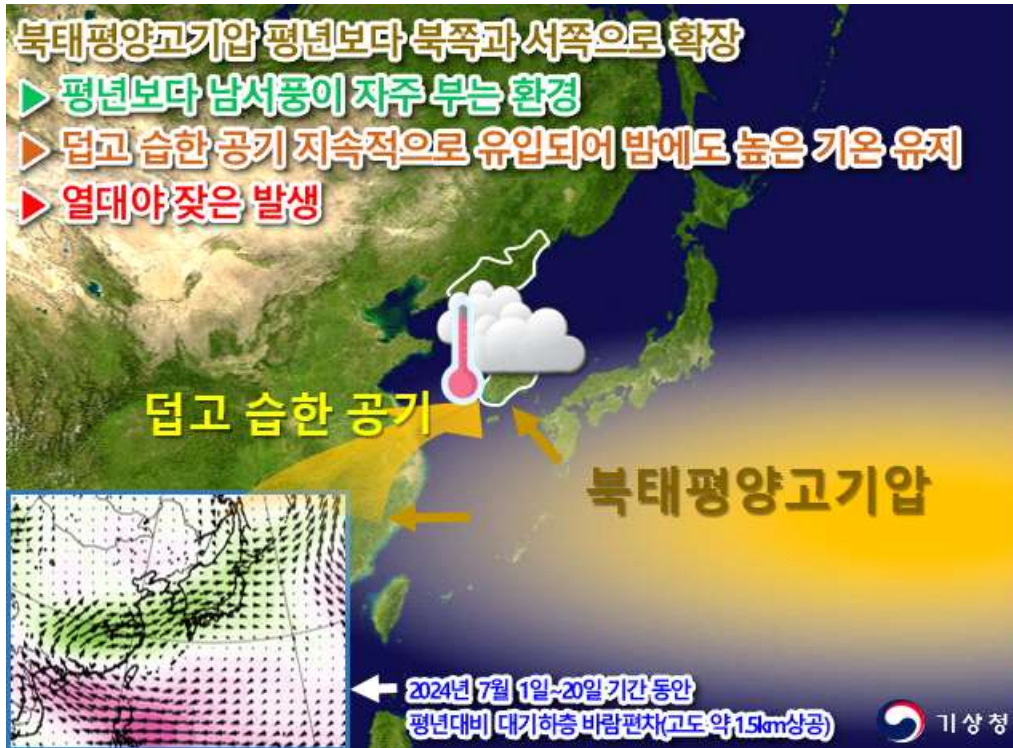 북태평양고기압 평년보다 북쪽과 서쪽으로 확장
▶ 평년보다 남서풍이 자주 부는 환경
▶ 덥고 습한 공기 지속적으로 유입되어 밤에도 높은 기온 유지
▶ 열대야 잦은 발생
덥고 습한 공기
북태평양고기압
2024년 7월 1일~20일 기간 동안
평년대비 대기하층 바람편차(고도 약 1.5km상공)
기상청